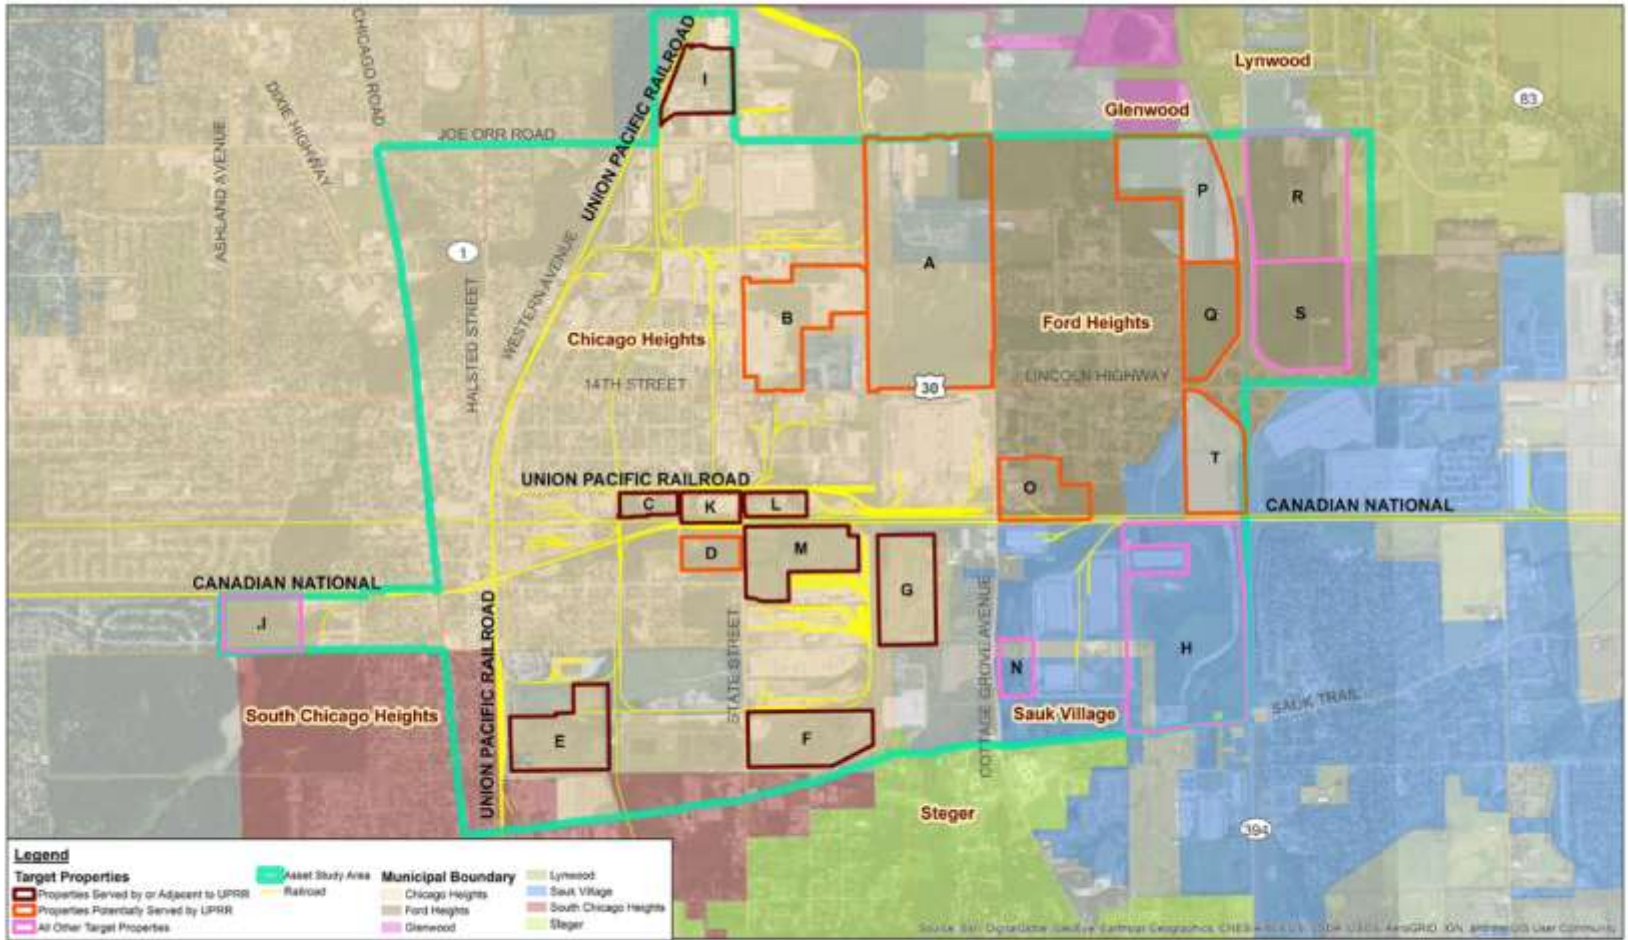 CHICAGO ROAD
DIXIE HIGHWAY
ASHLAND AVENUE
JOE ORR ROAD
UNION PACIFIC RAILROAD
I
Lynwood
83
Glenwood
1
HALSTED STREET
WESTERN AVENUE
Chicago Heights
14TH STREET
A
B
P
R
Q
S
Ford Heights
LINCOLN HIGHWAY
30
UNION PACIFIC RAILROAD
C
K
L
O
T
CANADIAN NATIONAL
D
M
G
CANADIAN NATIONAL
J
UNION PACIFIC RAILROAD
STATE STREET
COTTAGE GROVE AVENUE
N
H
South Chicago Heights
Sauk Village
SAUK TRAIL
E
F
Steger
394
Legend
Target Properties
Properties Served by or Adjacent to UPRR
Properties Potentially Served by UPRR
All Other Target Properties
Asset Study Area
Railroad
Municipal Boundary
Chicago Heights
Ford Heights
Glenwood
Lynwood
Sauk Village
South Chicago Heights
Steger